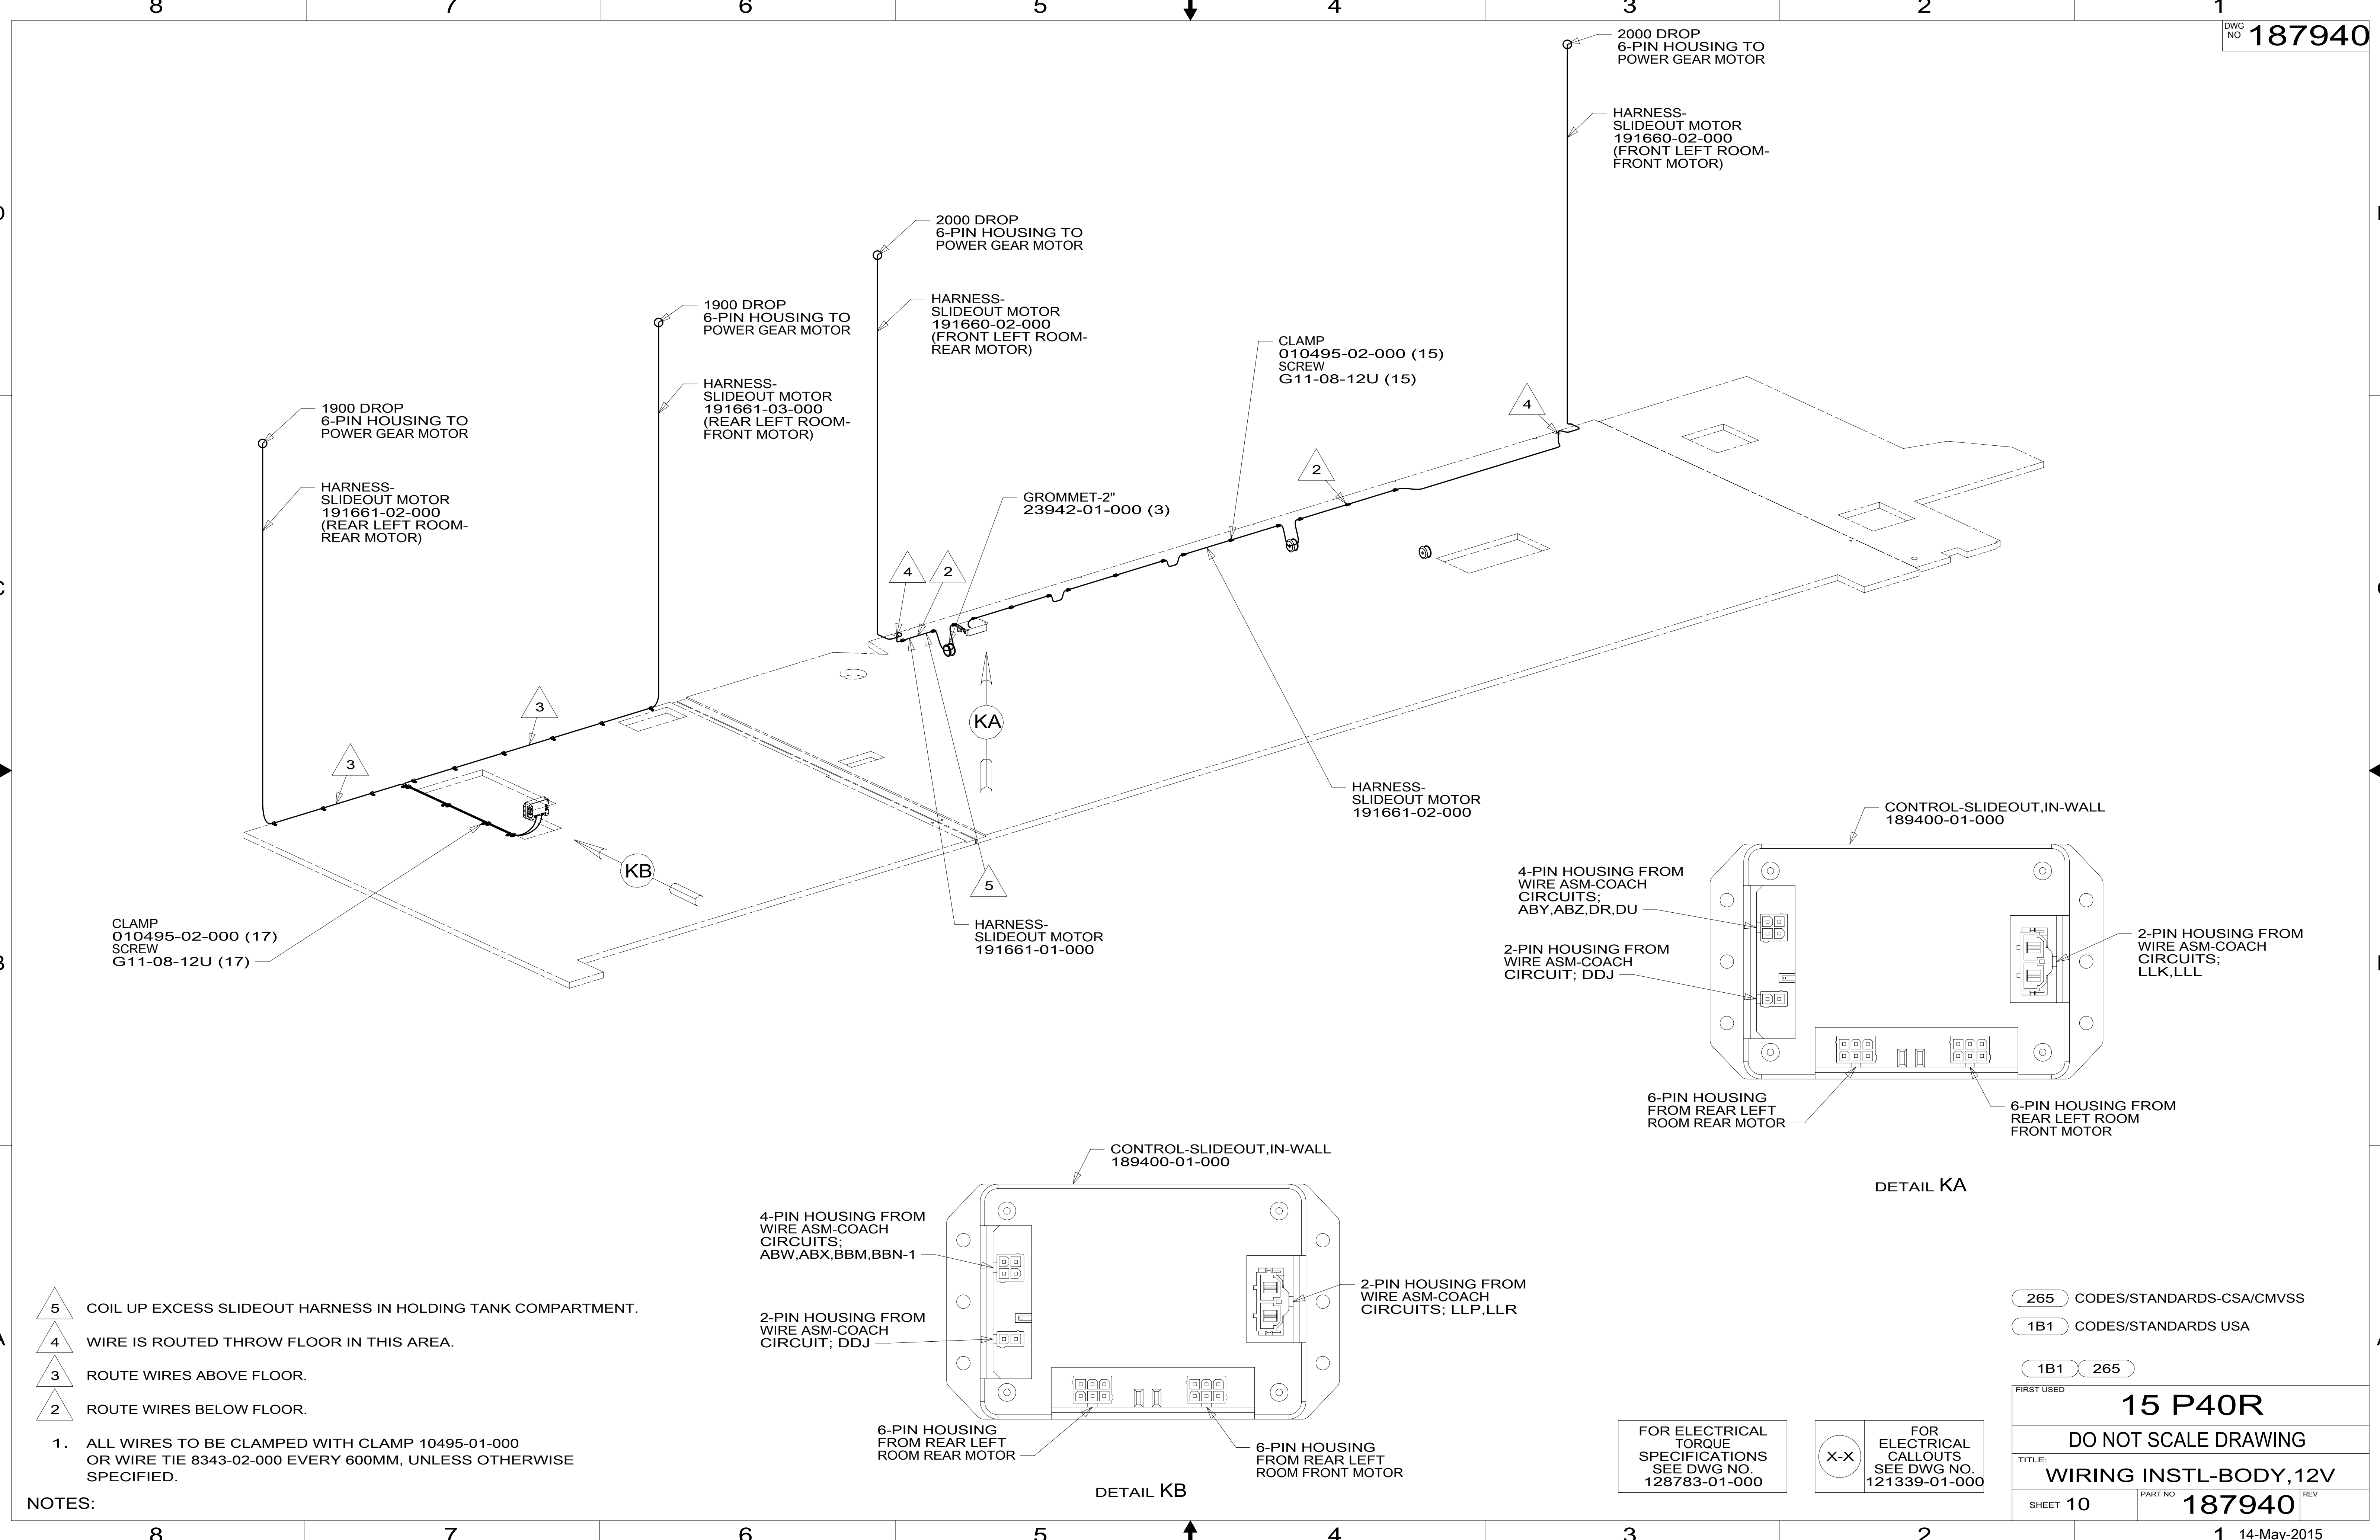 8 7 6 5 4 3 2 1
DWG
NO
187940
2000 DROP
6-PIN HOUSING TO
POWER GEAR MOTOR
HARNESS-
SLIDEOUT MOTOR
191660-02-000
(FRONT LEFT ROOM-
FRONT MOTOR)
2000 DROP
6-PIN HOUSING TO
POWER GEAR MOTOR
HARNESS-
SLIDEOUT MOTOR
191660-02-000
(FRONT LEFT ROOM-
REAR MOTOR)
1900 DROP
6-PIN HOUSING TO
POWER GEAR MOTOR
HARNESS-
SLIDEOUT MOTOR
191661-03-000
(REAR LEFT ROOM-
FRONT MOTOR)
1900 DROP
6-PIN HOUSING TO
POWER GEAR MOTOR
HARNESS-
SLIDEOUT MOTOR
191661-02-000
(REAR LEFT ROOM-
REAR MOTOR)
CLAMP
010495-02-000 (15)
SCREW
G11-08-12U (15)
4
2
GROMMET-2"
23942-01-000 (3)
4
2
3
3
KA
KB
5
HARNESS-
SLIDEOUT MOTOR
191661-02-000
HARNESS-
SLIDEOUT MOTOR
191661-01-000
CLAMP
010495-02-000 (17)
SCREW
G11-08-12U (17)
CONTROL-SLIDEOUT,IN-WALL
189400-01-000
4-PIN HOUSING FROM
WIRE ASM-COACH
CIRCUITS;
ABY,ABZ,DR,DU
2-PIN HOUSING FROM
WIRE ASM-COACH
CIRCUIT; DDJ
2-PIN HOUSING FROM
WIRE ASM-COACH
CIRCUITS;
LLK,LLL
6-PIN HOUSING
FROM REAR LEFT
ROOM REAR MOTOR
6-PIN HOUSING FROM
REAR LEFT ROOM
FRONT MOTOR
DETAIL KA
CONTROL-SLIDEOUT,IN-WALL
189400-01-000
4-PIN HOUSING FROM
WIRE ASM-COACH
CIRCUITS;
ABW,ABX,BBM,BBN-1
2-PIN HOUSING FROM
WIRE ASM-COACH
CIRCUIT; DDJ
2-PIN HOUSING FROM
WIRE ASM-COACH
CIRCUITS; LLP,LLR
6-PIN HOUSING
FROM REAR LEFT
ROOM REAR MOTOR
6-PIN HOUSING
FROM REAR LEFT
ROOM FRONT MOTOR
DETAIL KB
5 COIL UP EXCESS SLIDEOUT HARNESS IN HOLDING TANK COMPARTMENT.
4 WIRE IS ROUTED THROW FLOOR IN THIS AREA.
3 ROUTE WIRES ABOVE FLOOR.
2 ROUTE WIRES BELOW FLOOR.
1. ALL WIRES TO BE CLAMPED WITH CLAMP 10495-01-000
OR WIRE TIE 8343-02-000 EVERY 600MM, UNLESS OTHERWISE
SPECIFIED.
NOTES:
265 CODES/STANDARDS-CSA/CMVSS
1B1 CODES/STANDARDS USA
1B1 265
FOR ELECTRICAL
TORQUE
SPECIFICATIONS
SEE DWG NO.
128783-01-000
X-X
FOR
ELECTRICAL
CALLOUTS
SEE DWG NO.
121339-01-000
FIRST USED
15 P40R
DO NOT SCALE DRAWING
TITLE:
WIRING INSTL-BODY,12V
SHEET 10
PART NO 187940
REV
8 7 6 5 4 3 2 1
14-May-2015